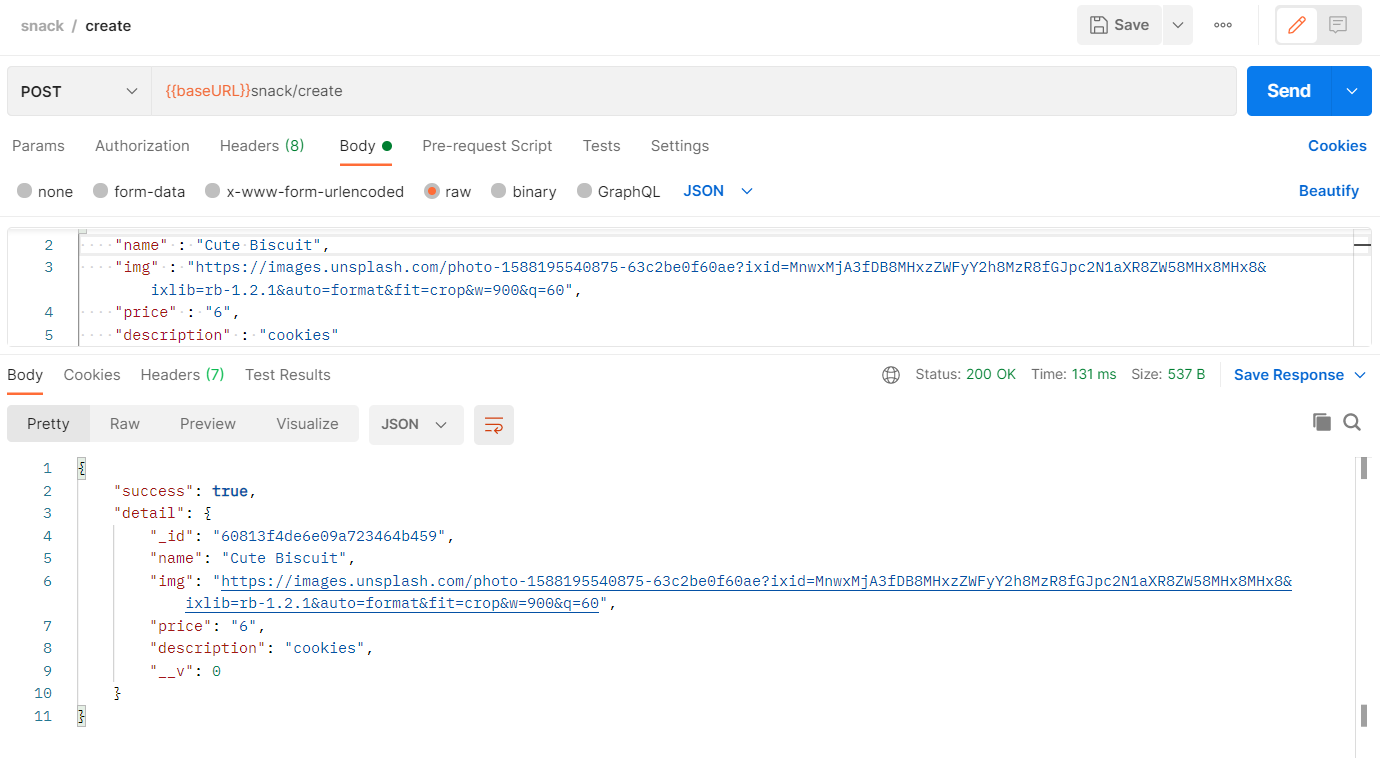 snack / create
Save
POST
{{baseURL}}snack/create
Send
Params Authorization Headers (8) Body Pre-request Script Tests Settings Cookies
none form-data x-www-form-urlencoded raw binary GraphQL JSON Beautify
2 "name" : "Cute Biscuit",
3 "img" : "https://images.unsplash.com/photo-1588195540875-63c2be0f60ae?ixid=MnwxMjA3fDB8MHxzZWFyY2h8MzR8fGJpc2N1aXR8ZW58MHx8MHx8&
ixlib=rb-1.2.1&auto=format&fit=crop&w=900&q=60",
4 "price" : "6",
5 "description" : "cookies"
Body Cookies Headers (7) Test Results Status: 200 OK Time: 131 ms Size: 537 B Save Response
Pretty Raw Preview Visualize JSON
1 {
2 "success": true,
3 "detail": {
4 "_id": "60813f4de6e09a723464b459",
5 "name": "Cute Biscuit",
6 "img": "https://images.unsplash.com/photo-1588195540875-63c2be0f60ae?ixid=MnwxMjA3fDB8MHxzZWFyY2h8MzR8fGJpc2N1aXR8ZW58MHx8MHx8&
ixlib=rb-1.2.1&auto=format&fit=crop&w=900&q=60",
7 "price": "6",
8 "description": "cookies",
9 "__v": 0
10 }
11 }